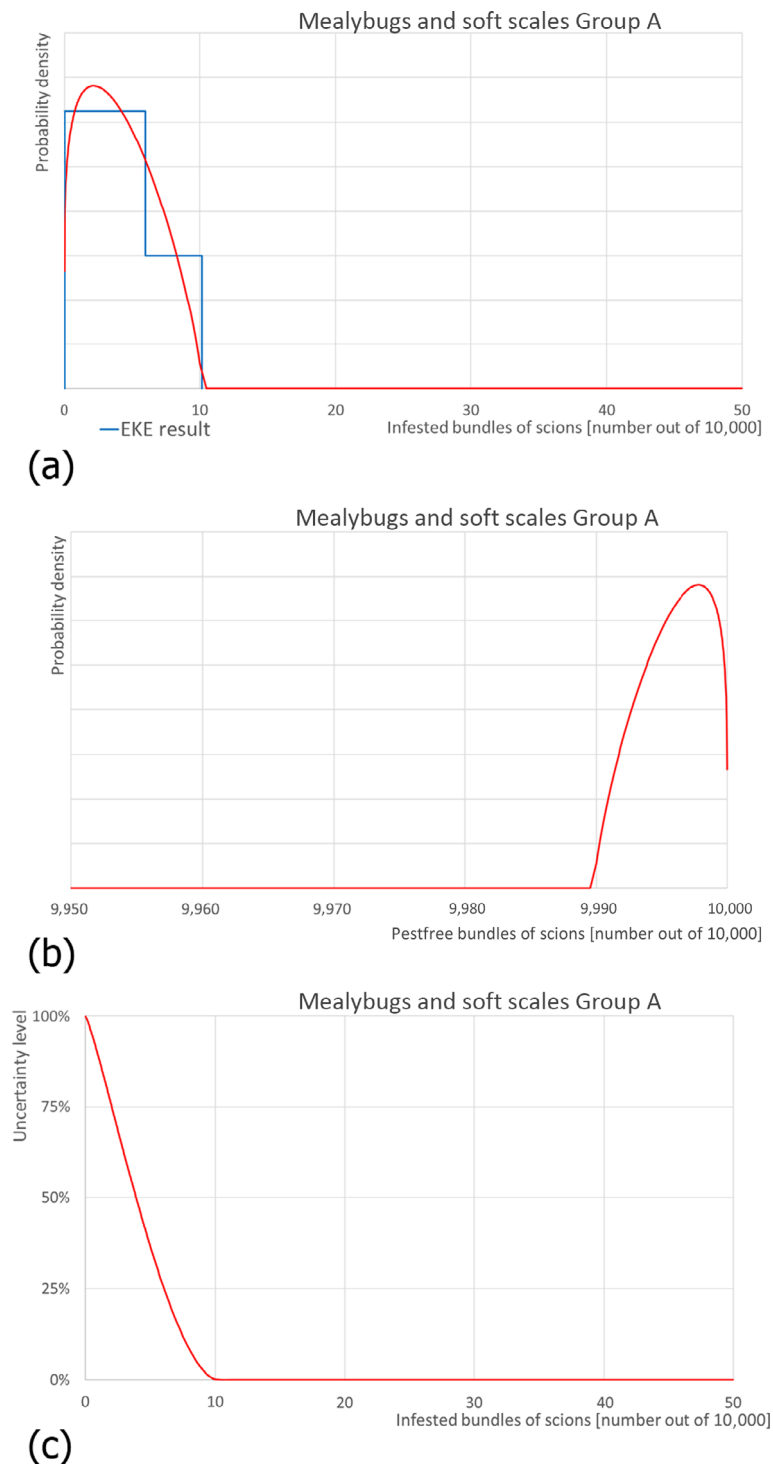 Mealybugs and soft scales Group A
Probability density
0 10 20 30 40 50
EKE result
Infested bundles of scions [number out of 10,000]
(a)
Mealybugs and soft scales Group A
Probability density
9,950 9,960 9,970 9,980 9,990 10,000
Pestfree bundles of scions [number out of 10,000]
(b)
Mealybugs and soft scales Group A
Uncertainty level
100%
75%
50%
25%
0%
0 10 20 30 40 50
Infested bundles of scions [number out of 10,000]
(c)